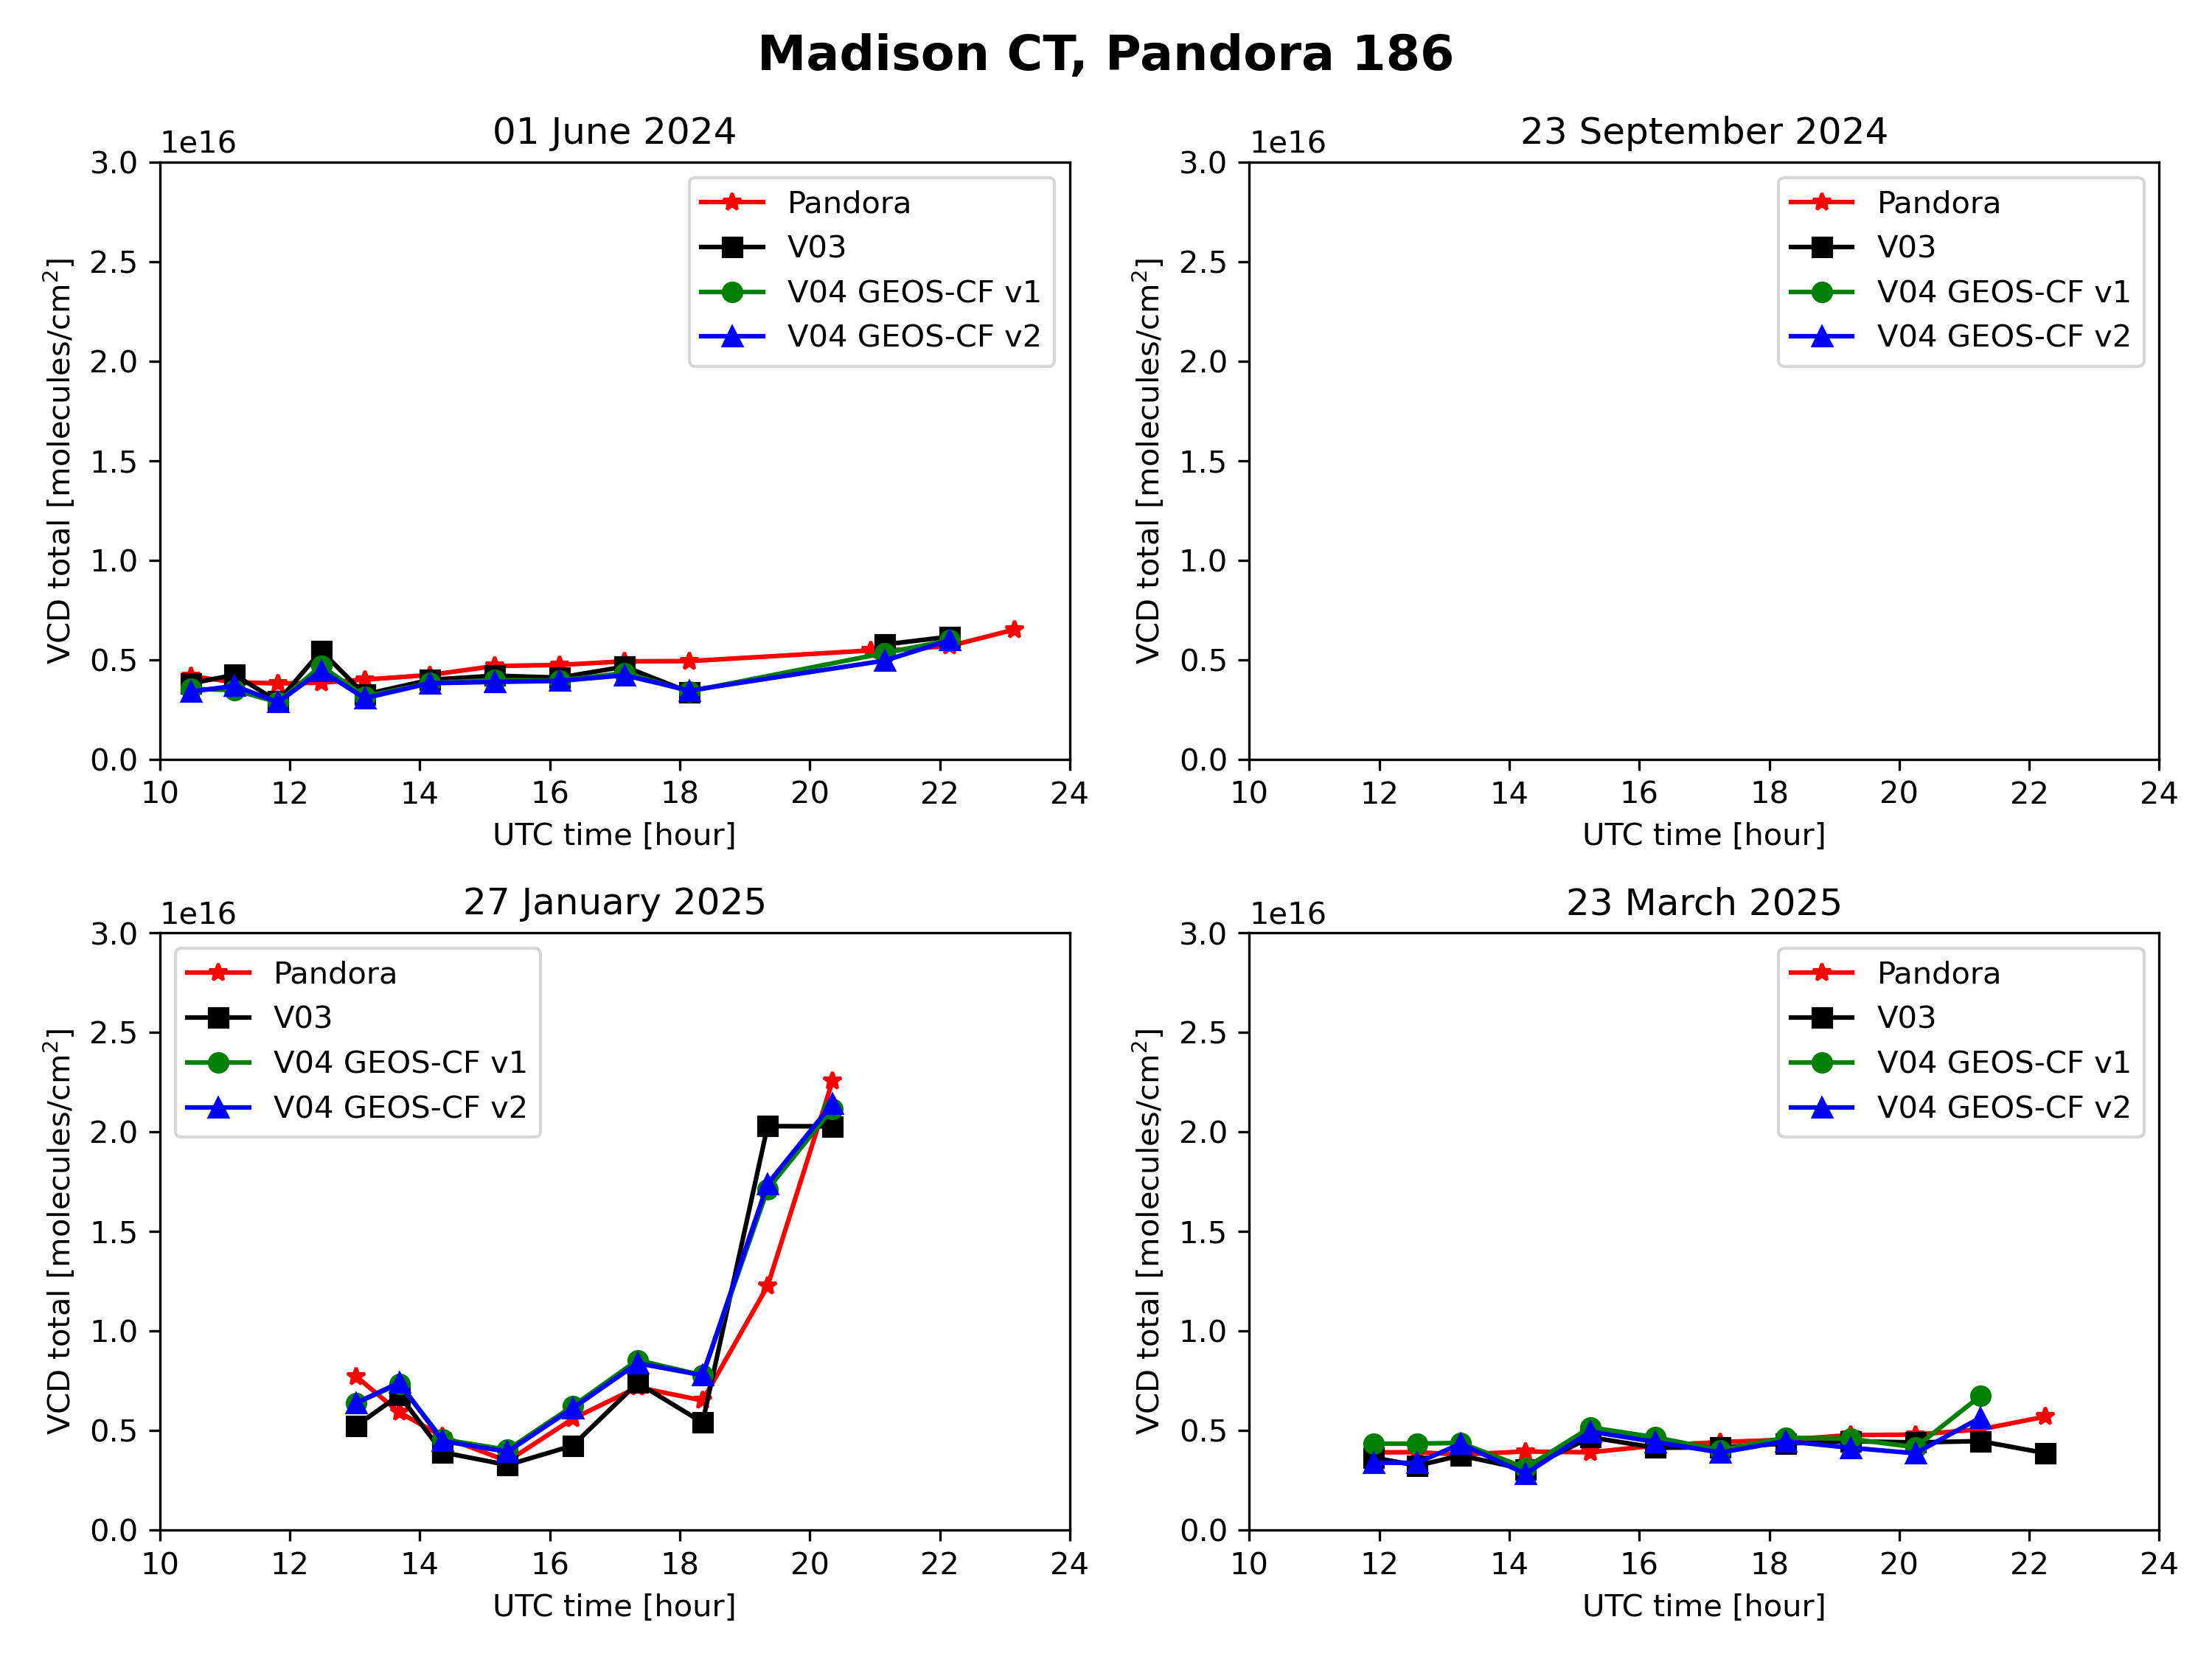 Madison CT, Pandora 186
01 June 2024
1e16
3.0
2.5
2.0
1.5
1.0
0.5
0.0
VCD total [molecules/cm²]
Pandora
V03
V04 GEOS-CF v1
V04 GEOS-CF v2
10 12 14 16 18 20 22 24
UTC time [hour]
23 September 2024
1e16
3.0
2.5
2.0
1.5
1.0
0.5
0.0
VCD total [molecules/cm²]
Pandora
V03
V04 GEOS-CF v1
V04 GEOS-CF v2
10 12 14 16 18 20 22 24
UTC time [hour]
27 January 2025
1e16
3.0
2.5
2.0
1.5
1.0
0.5
0.0
VCD total [molecules/cm²]
Pandora
V03
V04 GEOS-CF v1
V04 GEOS-CF v2
10 12 14 16 18 20 22 24
UTC time [hour]
23 March 2025
1e16
3.0
2.5
2.0
1.5
1.0
0.5
0.0
VCD total [molecules/cm²]
Pandora
V03
V04 GEOS-CF v1
V04 GEOS-CF v2
10 12 14 16 18 20 22 24
UTC time [hour]